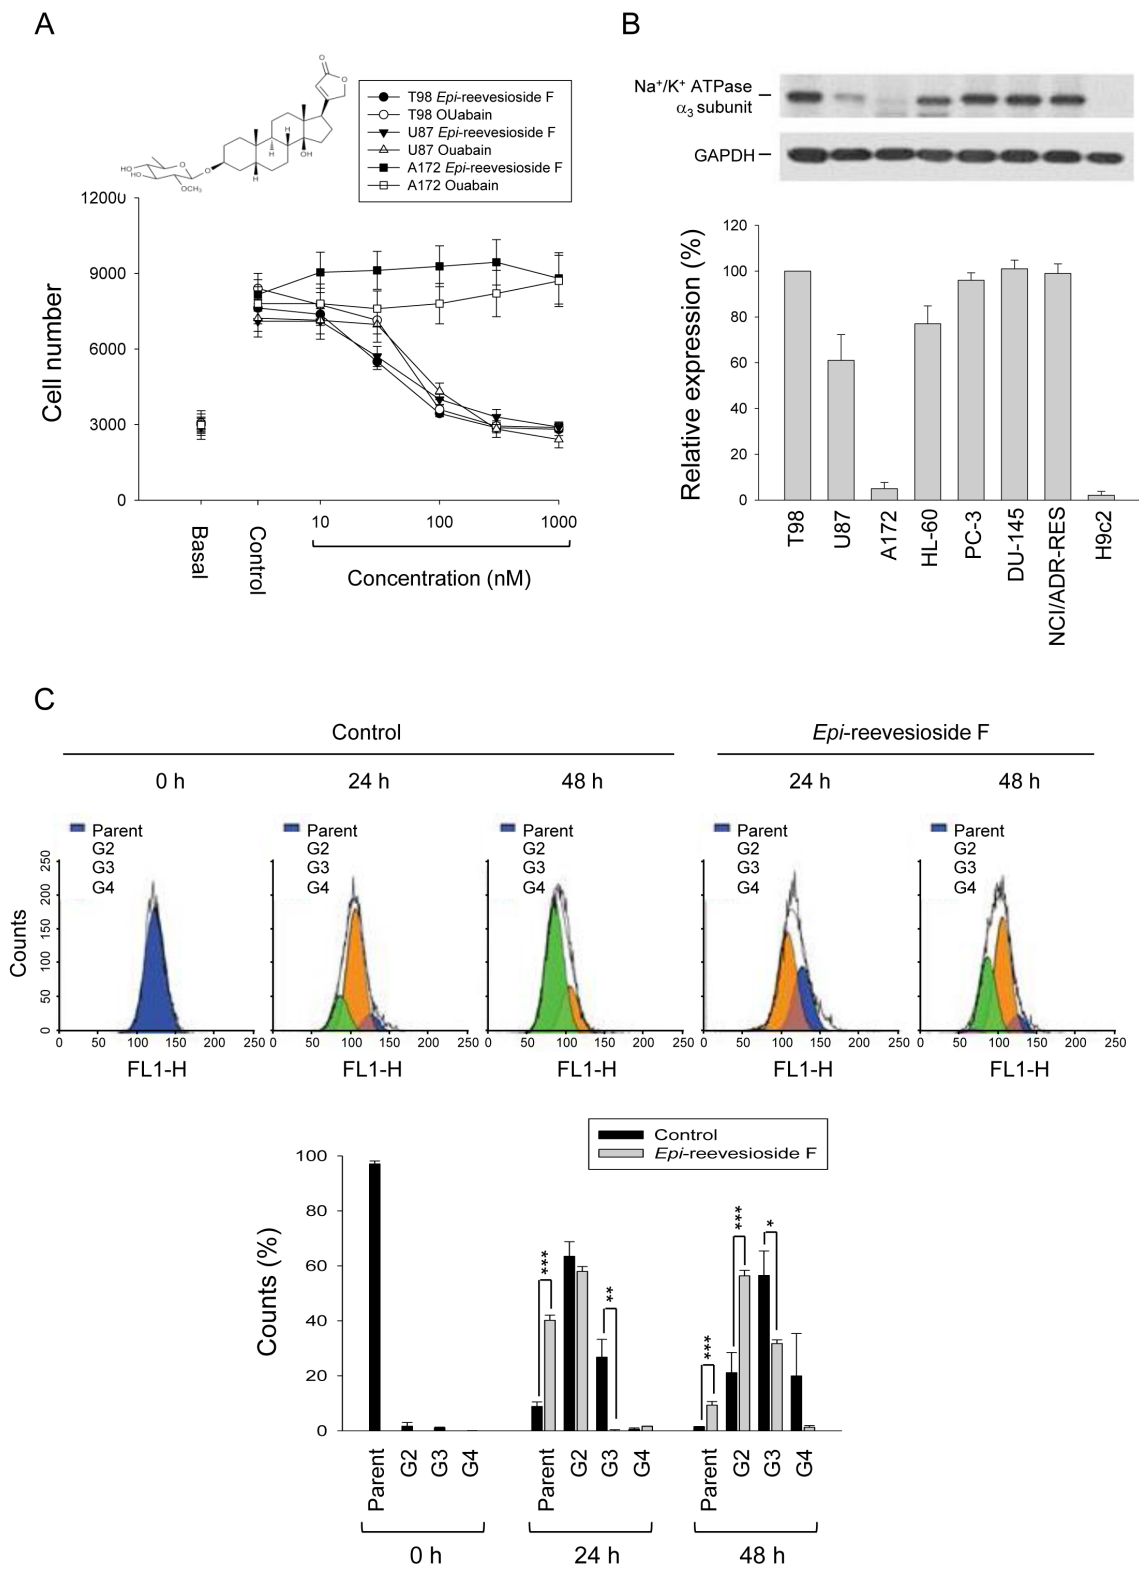 A
O
O
HO
HO
O
O
OCH₃
H
H
H
H
OH
T98 Epi-reevesioside F
T98 OUabain
U87 Epi-reevesioside F
U87 Ouabain
A172 Epi-reevesioside F
A172 Ouabain
12000
9000
6000
3000
0
Cell number
Basal
Control
10
100
1000
Concentration (nM)
B
Na⁺/K⁺ ATPase
α₃ subunit
GAPDH
120
100
80
60
40
20
0
Relative expression (%)
T98
U87
A172
HL-60
PC-3
DU-145
NCI/ADR-RES
H9c2
C
Control
Epi-reevesioside F
0 h
24 h
48 h
24 h
48 h
Parent
G2
G3
G4
Parent
G2
G3
G4
Parent
G2
G3
G4
Parent
G2
G3
G4
Parent
G2
G3
G4
Counts
250
200
150
100
50
0
0 50 100 150 200 250
0 50 100 150 200 250
0 50 100 150 200 250
0 50 100 150 200 250
0 50 100 150 200 250
FL1-H
FL1-H
FL1-H
FL1-H
FL1-H
Control
Epi-reevesioside F
Counts (%)
100
80
60
40
20
0
***
**
***
***
*
Parent
G2
G3
G4
Parent
G2
G3
G4
Parent
G2
G3
G4
0 h
24 h
48 h